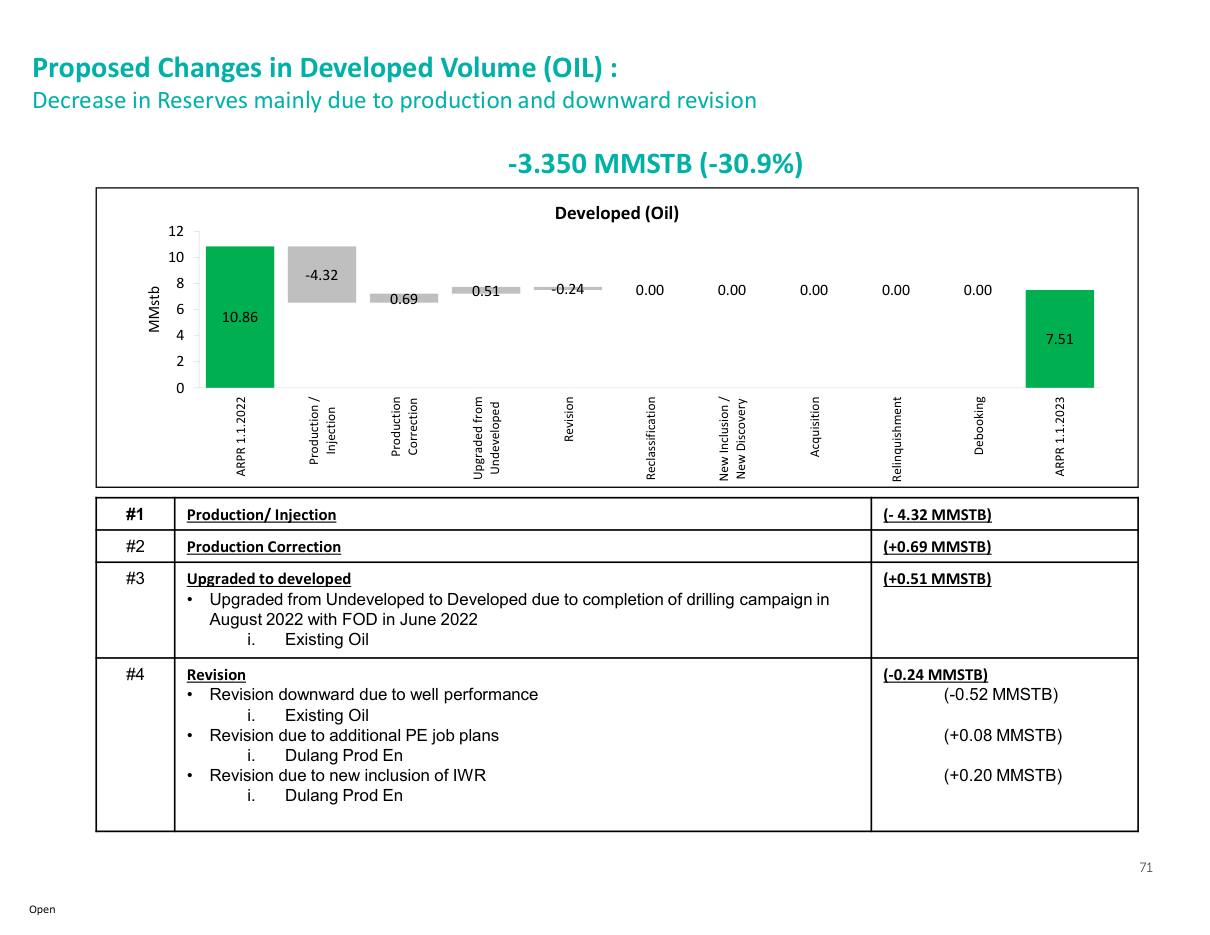 Proposed Changes in Developed Volume (OIL) :
Decrease in Reserves mainly due to production and downward revision
-3.350 MMSTB (-30.9%)
Developed (Oil)
MMstb
12
10
8
6
4
2
0
10.86
-4.32
0.69
0.51
-0.24
0.00
0.00
0.00
0.00
0.00
7.51
ARPR 1.1.2022
Production /
Injection
Production
Correction
Upgraded from
Undeveloped
Revision
Reclassification
New Inclusion /
New Discovery
Acquisition
Relinquishment
Debooking
ARPR 1.1.2023
#1 Production/ Injection (- 4.32 MMSTB)
#2 Production Correction (+0.69 MMSTB)
#3 Upgraded to developed (+0.51 MMSTB)
• Upgraded from Undeveloped to Developed due to completion of drilling campaign in
August 2022 with FOD in June 2022
i. Existing Oil
#4 Revision (-0.24 MMSTB)
• Revision downward due to well performance (-0.52 MMSTB)
i. Existing Oil
• Revision due to additional PE job plans (+0.08 MMSTB)
i. Dulang Prod En
• Revision due to new inclusion of IWR (+0.20 MMSTB)
i. Dulang Prod En
71
Open